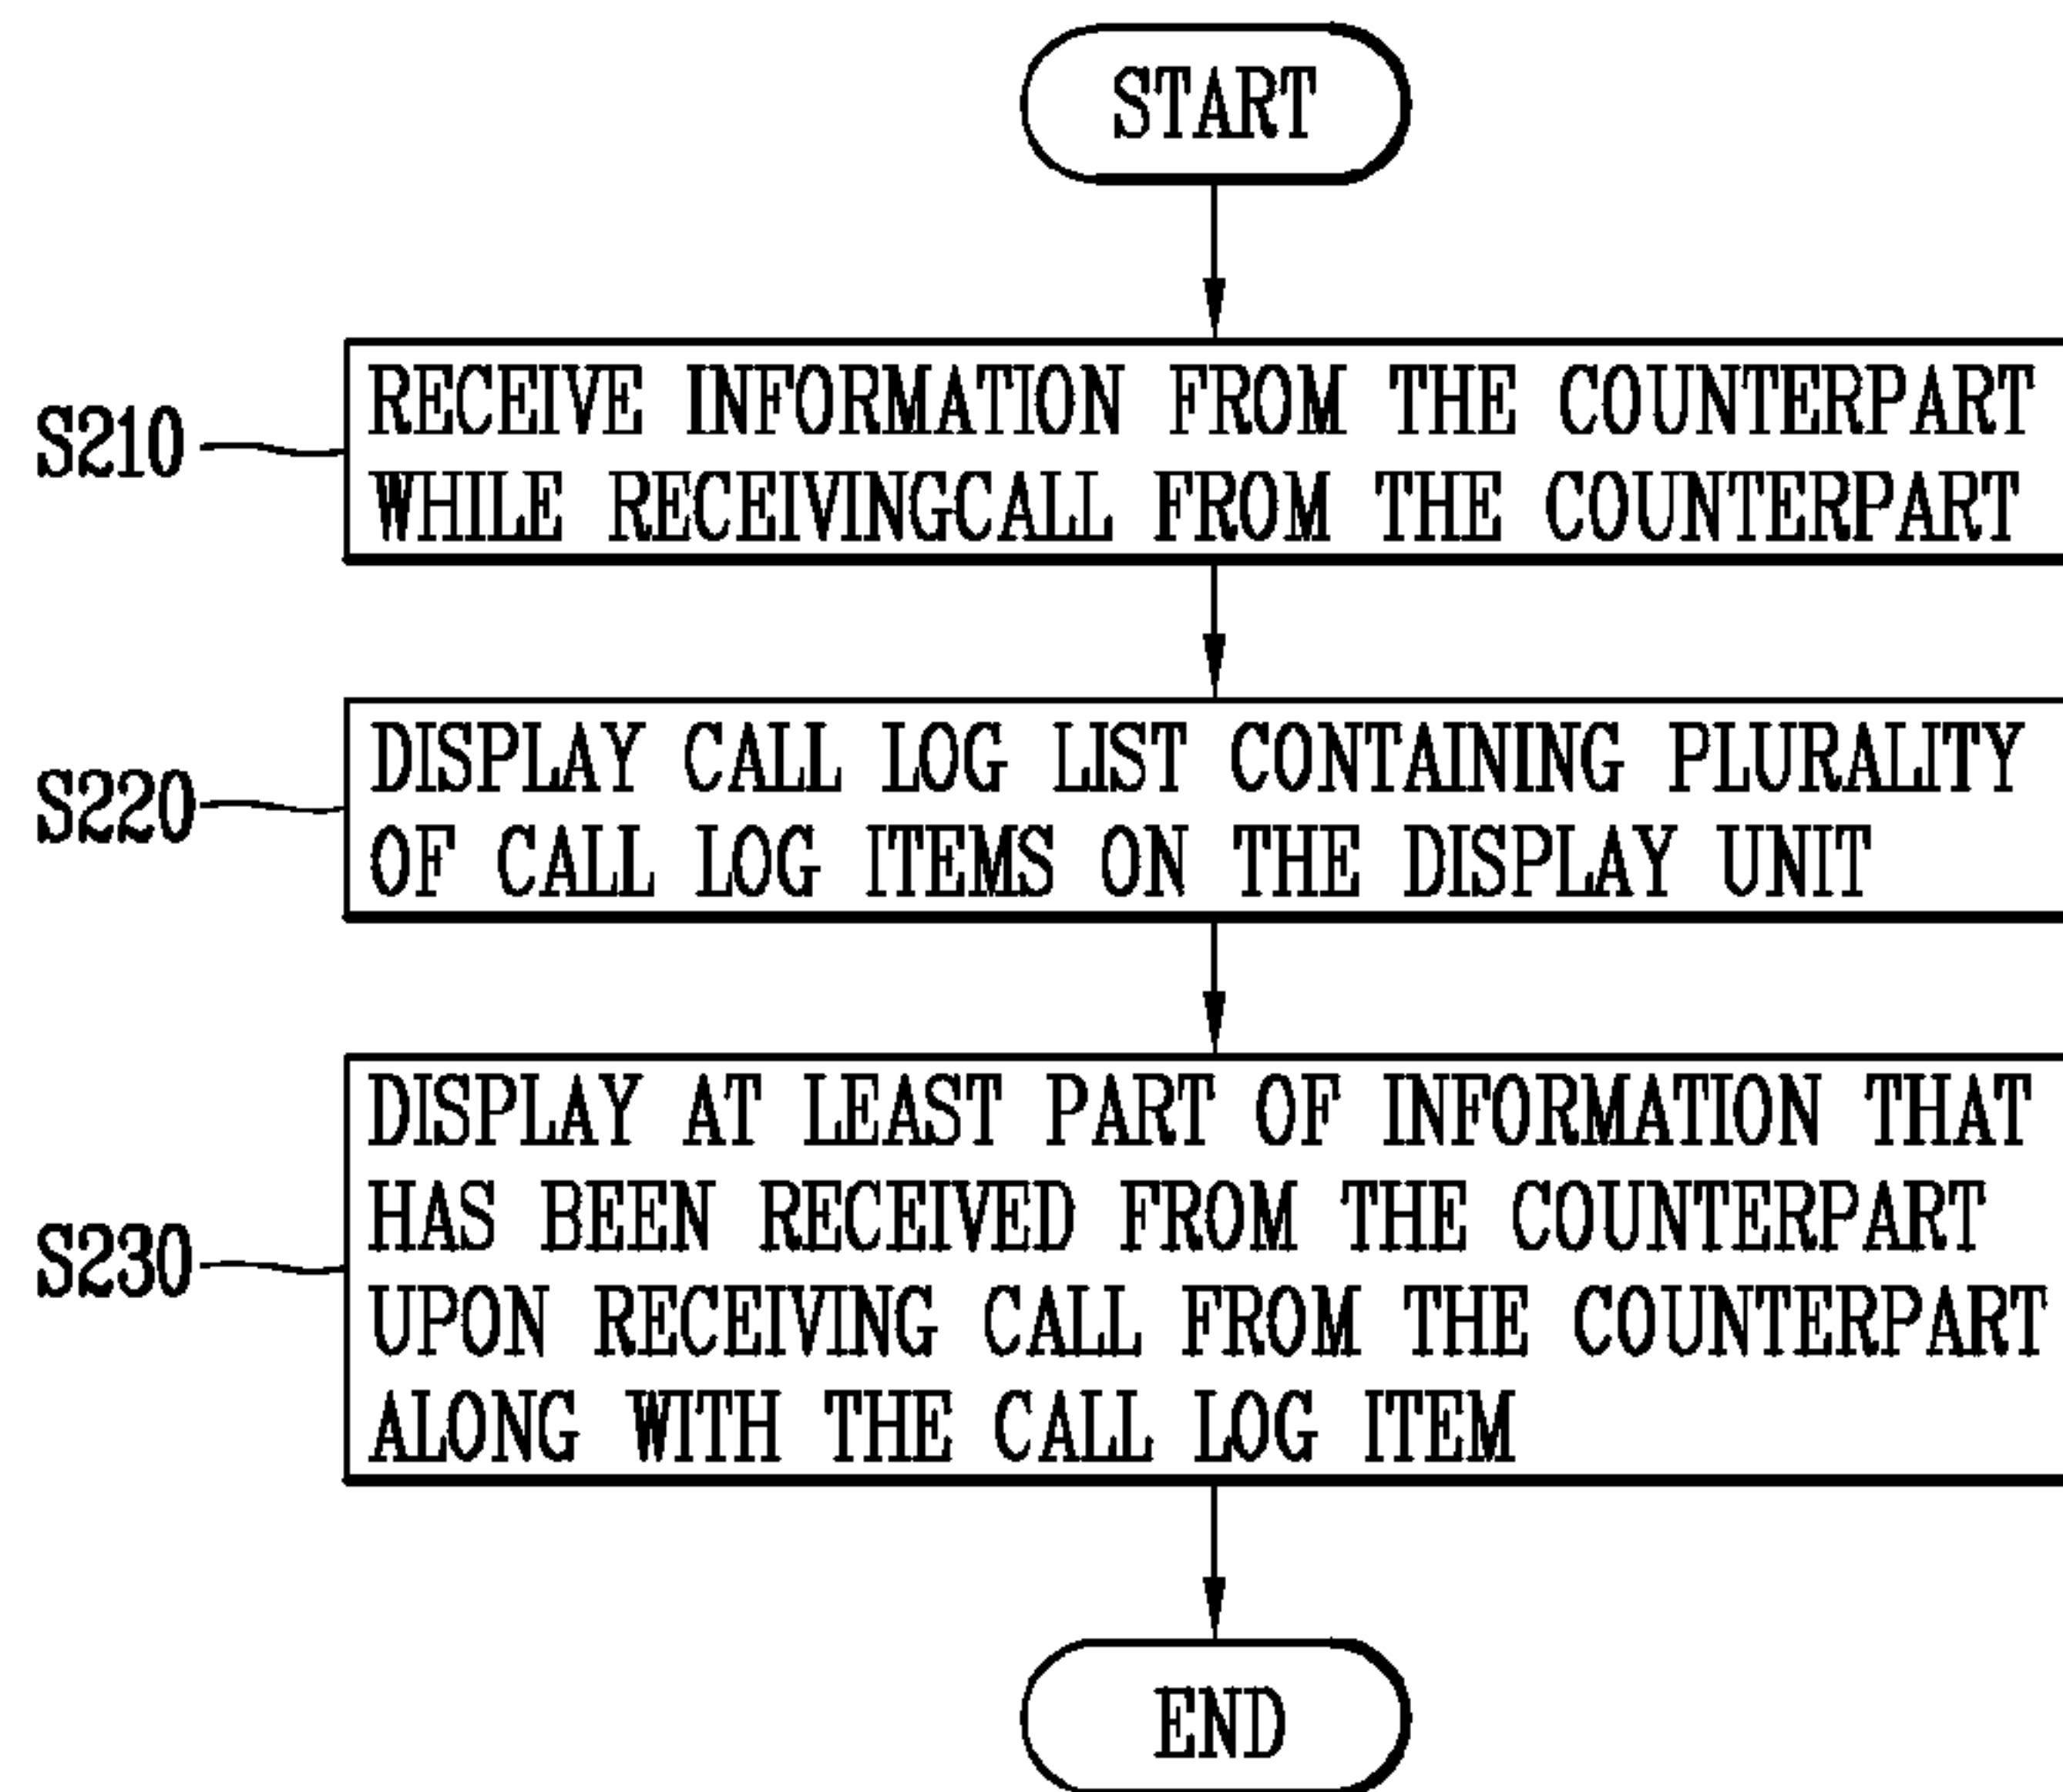 START
S210
RECEIVE INFORMATION FROM THE COUNTERPART
WHILE RECEIVINGCALL FROM THE COUNTERPART
S220
DISPLAY CALL LOG LIST CONTAINING PLURALITY
OF CALL LOG ITEMS ON THE DISPLAY UNIT
S230
DISPLAY AT LEAST PART OF INFORMATION THAT
HAS BEEN RECEIVED FROM THE COUNTERPART
UPON RECEIVING CALL FROM THE COUNTERPART
ALONG WITH THE CALL LOG ITEM
END